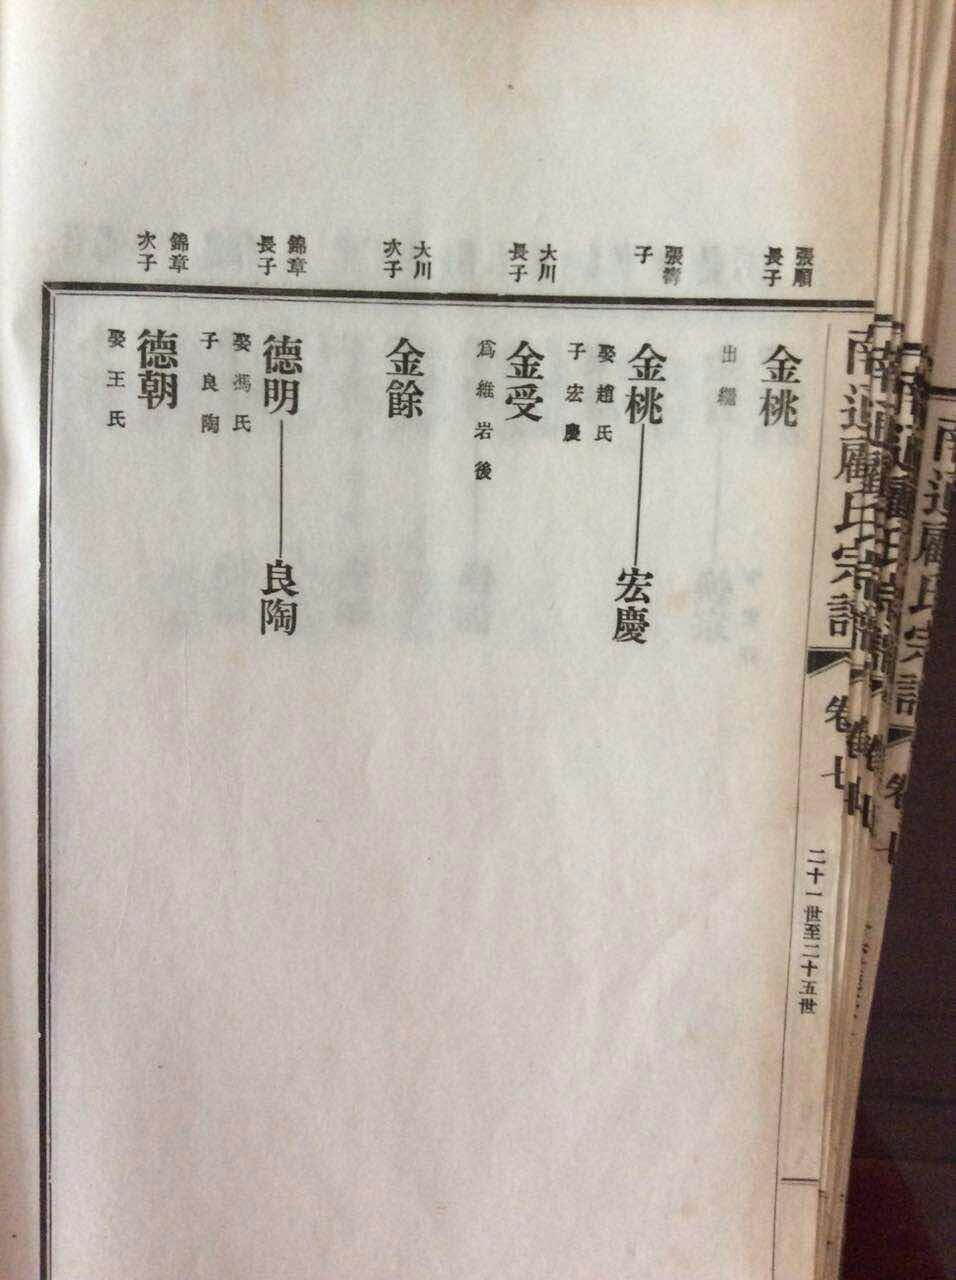 南通顧氏宗譜
卷七
二十一世至二十五世
張順
長子
金桃
出繼
張壽
子
金桃
娶趙氏
子宏慶
宏慶
大川
長子
金受
為維岩後
大川
次子
金餘
錦章
長子
德明
娶馮氏
子良陶
良陶
錦章
次子
德朝
娶王氏